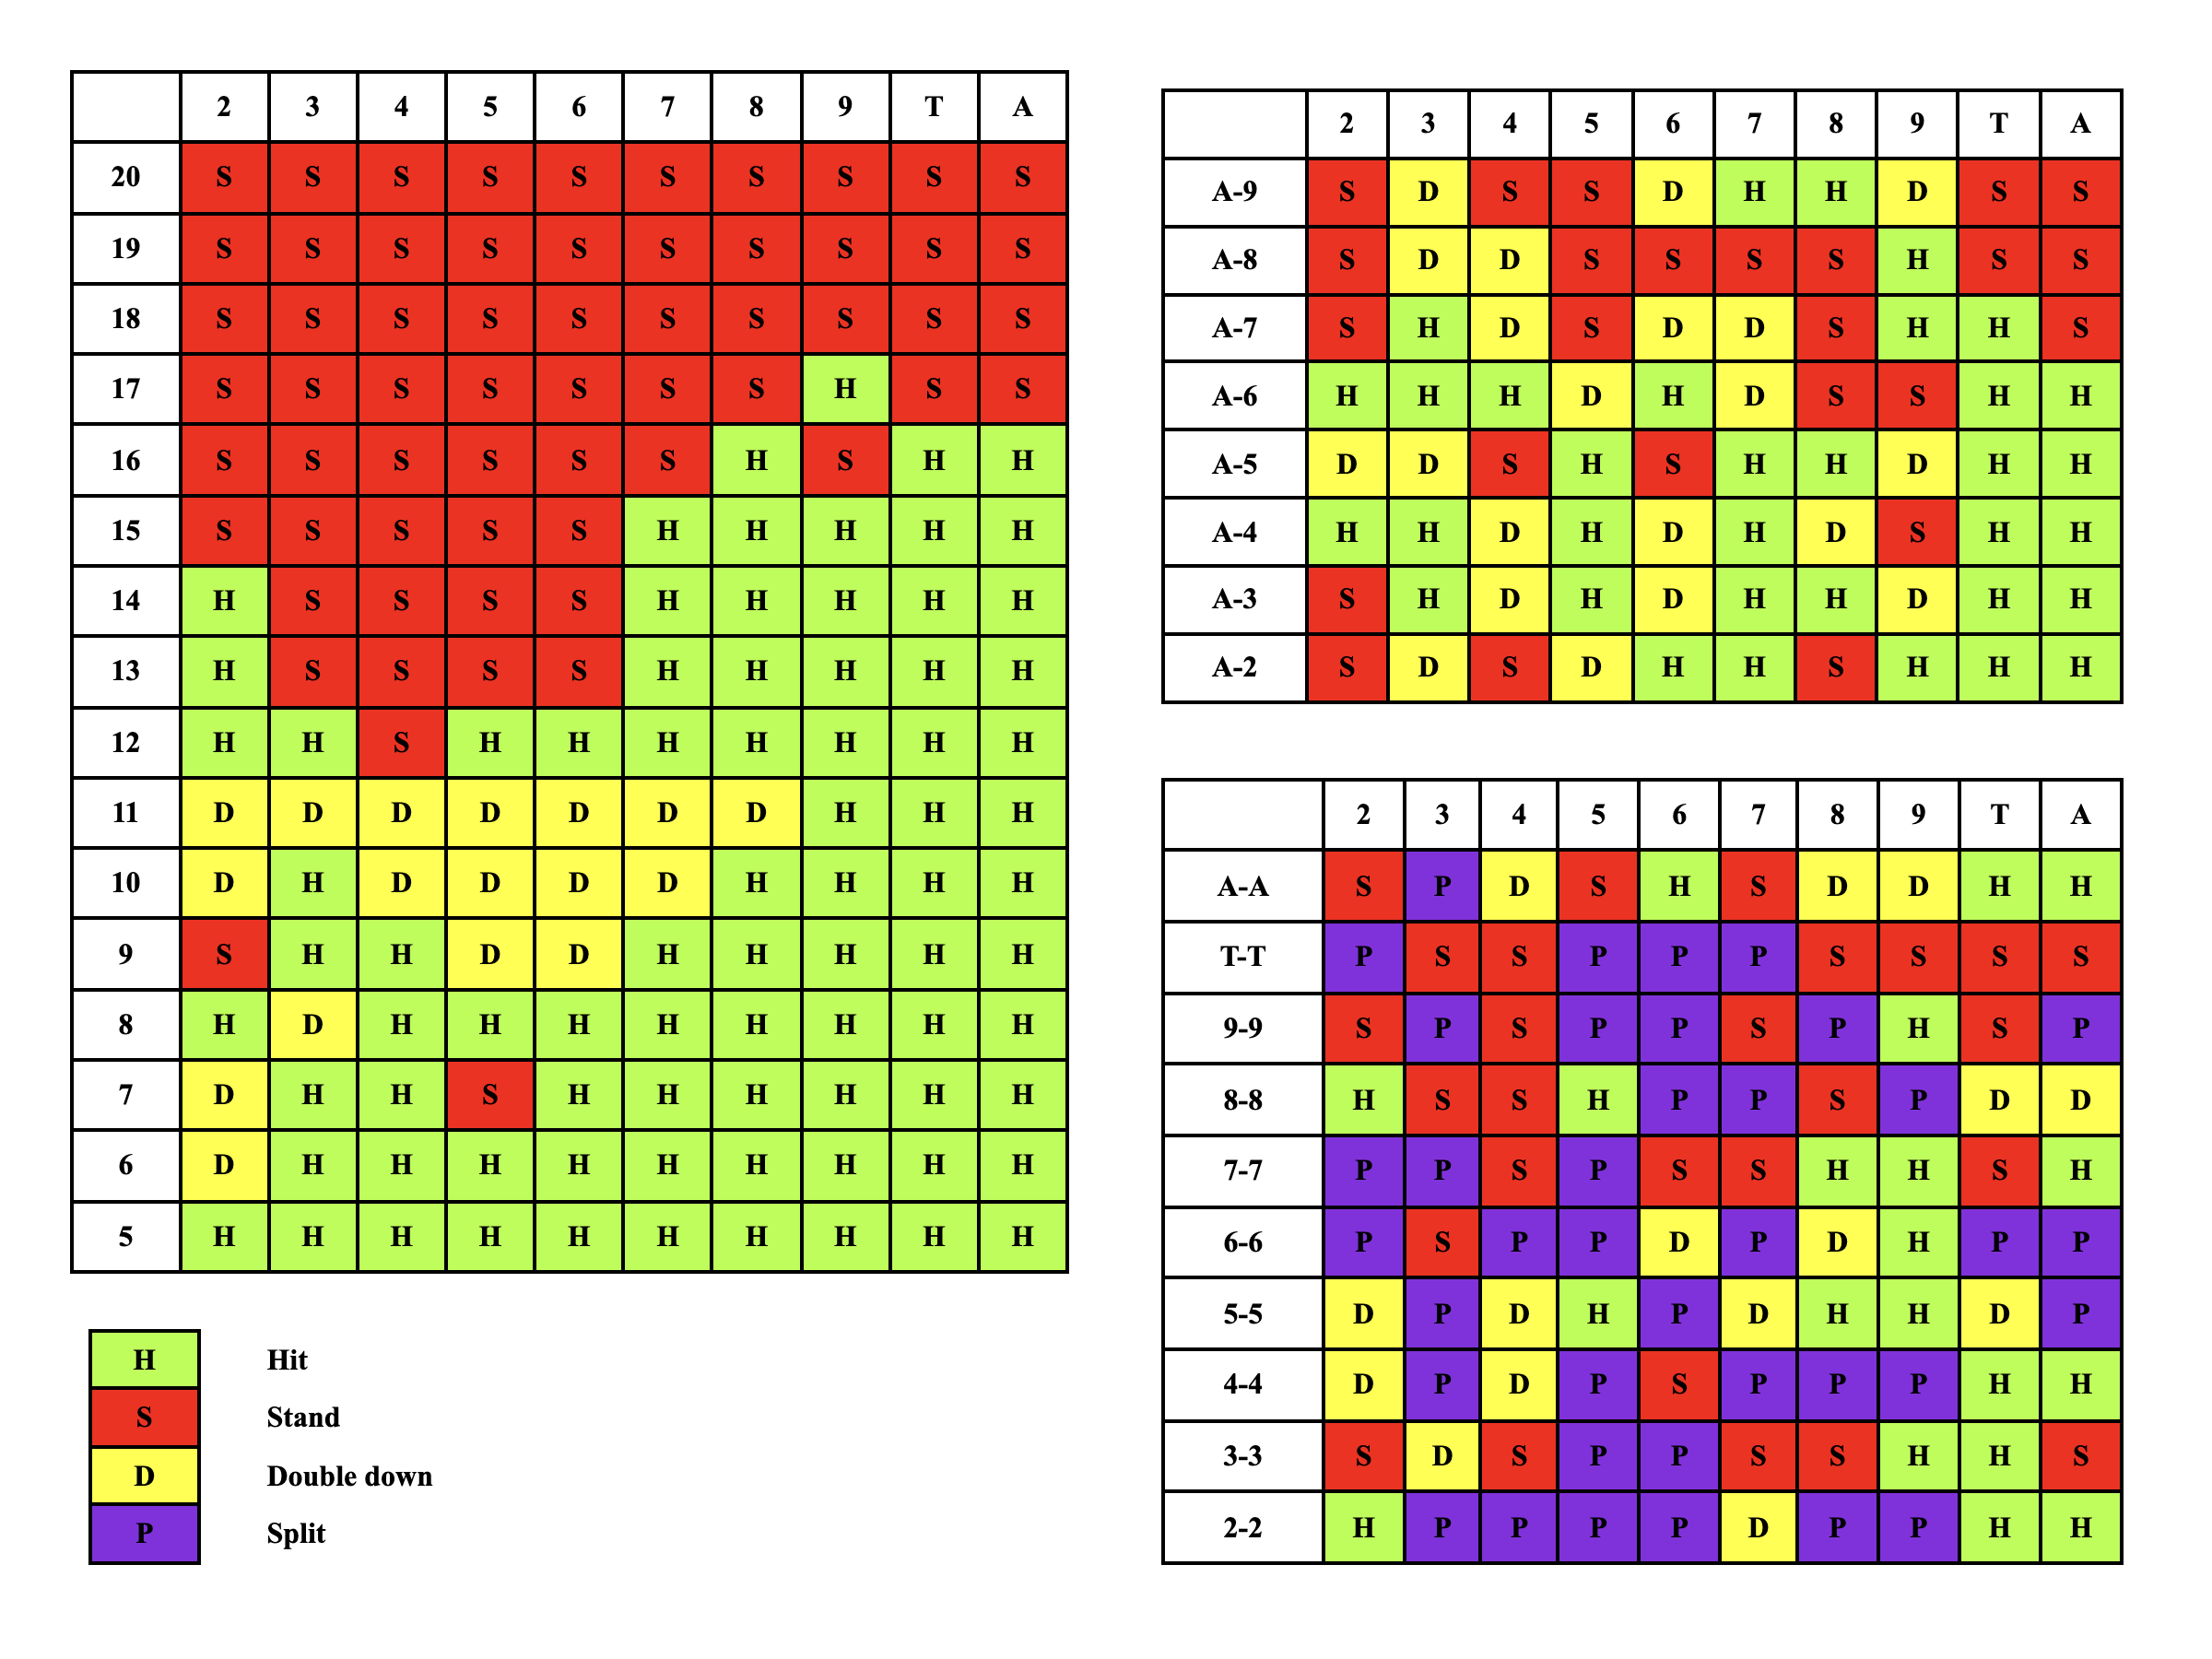 2 3 4 5 6 7 8 9 T A
20 S S S S S S S S S S
19 S S S S S S S S S S
18 S S S S S S S S S S
17 S S S S S S S H S S
16 S S S S S S H S H H
15 S S S S S H H H H H
14 H S S S S H H H H H
13 H S S S S H H H H H
12 H H S H H H H H H H
11 D D D D D D D H H H
10 D H D D D D H H H H
9 S H H D D H H H H H
8 H D H H H H H H H H
7 D H H S H H H H H H
6 D H H H H H H H H H
5 H H H H H H H H H H
H Hit
S Stand
D Double down
P Split
2 3 4 5 6 7 8 9 T A
A-9 S D S S D H H D S S
A-8 S D D S S S S H S S
A-7 S H D S D D S H H S
A-6 H H H D H D S S H H
A-5 D D S H S H H D H H
A-4 H H D H D H D S H H
A-3 S H D H D H H D H H
A-2 S D S D H H S H H H
2 3 4 5 6 7 8 9 T A
A-A S P D S H S D D H H
T-T P S S P P P S S S S
9-9 S P S P P S P H S P
8-8 H S S H P P S P D D
7-7 P P S P S S H H S H
6-6 P S P P D P D H P P
5-5 D P D H P D H H D P
4-4 D P D P S P P P H H
3-3 S D S P P S S H H S
2-2 H P P P P D P P H H